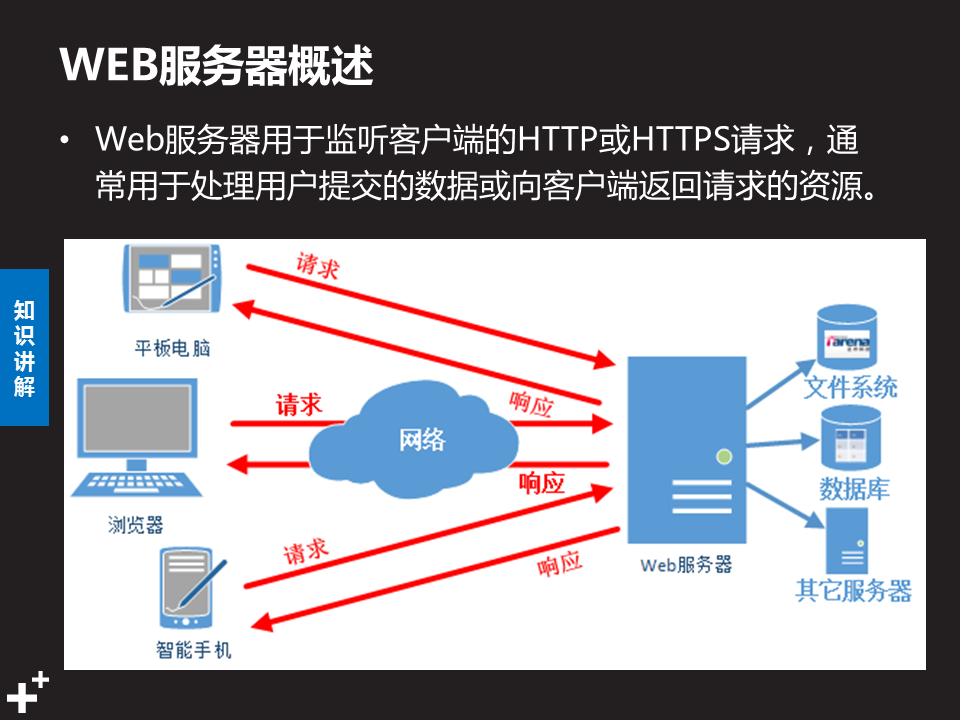 WEB服务器概述
• Web服务器用于监听客户端的HTTP或HTTPS请求，通
常用于处理用户提交的数据或向客户端返回请求的资源。
知
识
讲
解
请求
平板电脑
响应
请求
网络
响应
浏览器
请求
响应
智能手机
Web服务器
arena
文件系统
数据库
其它服务器